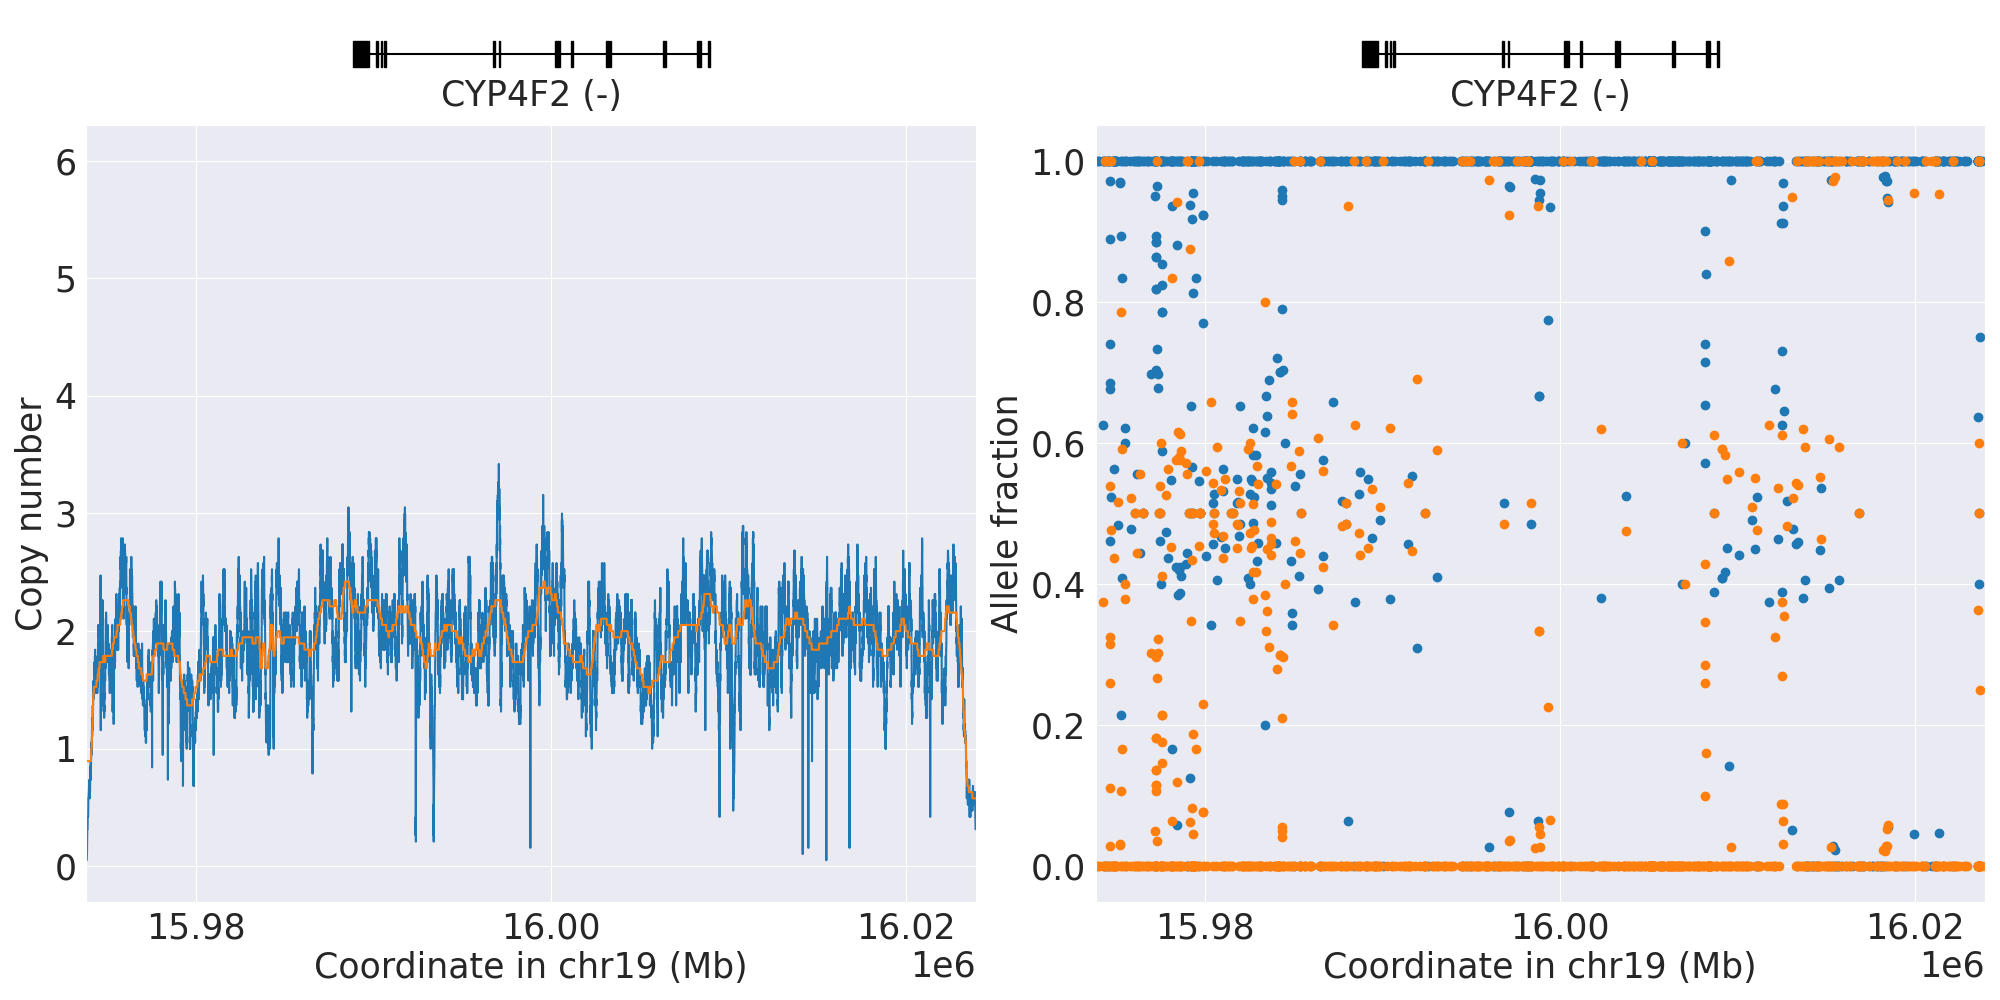 CYP4F2 (-)
Copy number
6
5
4
3
2
1
0
15.98
16.00
16.02
Coordinate in chr19 (Mb)
1e6
CYP4F2 (-)
Allele fraction
1.0
0.8
0.6
0.4
0.2
0.0
15.98
16.00
16.02
Coordinate in chr19 (Mb)
1e6